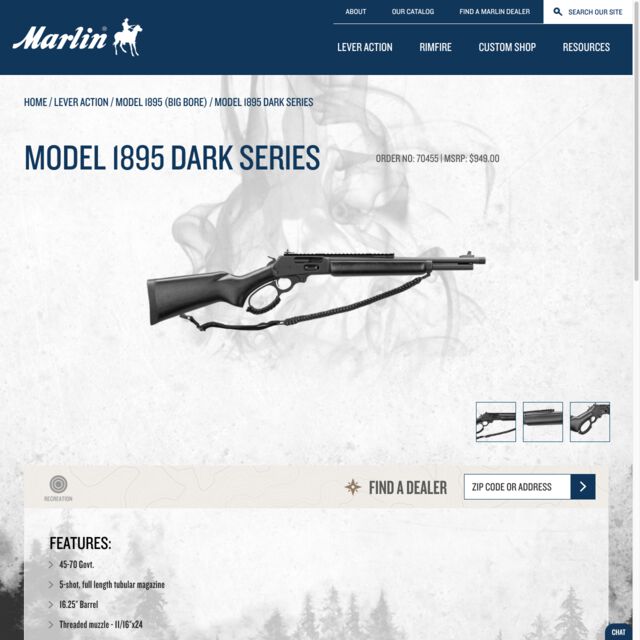 ABOUT
OUR CATALOG
FIND A MARLIN DEALER
SEARCH OUR SITE
Marlin
LEVER ACTION
RIMFIRE
CUSTOM SHOP
RESOURCES
HOME / LEVER ACTION / MODEL 1895 (BIG BORE) / MODEL 1895 DARK SERIES
MODEL 1895 DARK SERIES
ORDER NO: 70455 | MSRP: $949.00
RECREATION
FIND A DEALER
ZIP CODE OR ADDRESS
FEATURES:
45-70 Govt.
5-shot, full length tubular magazine
16.25" Barrel
Threaded muzzle - 11/16"x24
CHAT